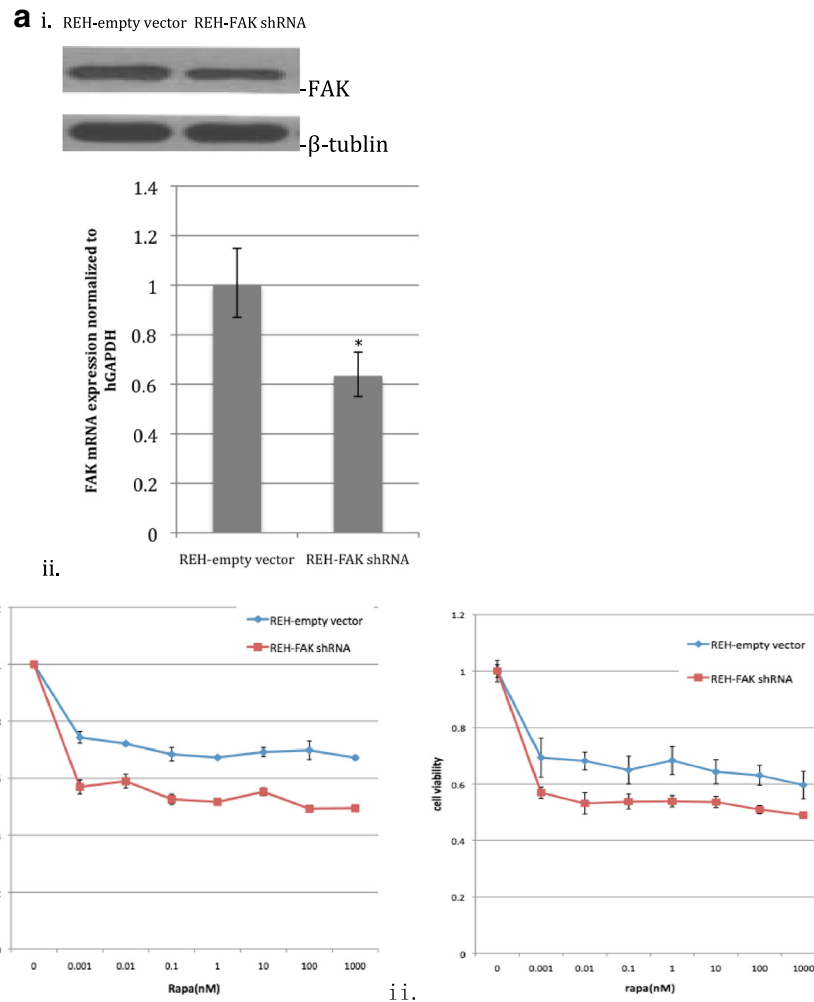 a i. REH-empty vector REH-FAK shRNA
-FAK
-β-tublin
FAK mRNA expression normalized to
hGAPDH
1.4
1.2
1
0.8
0.6
0.4
0.2
0
*
REH-empty vector REH-FAK shRNA
ii.
REH-empty vector
REH-FAK shRNA
0 0.001 0.01 0.1 1 10 100 1000
Rapa(nM)
cell viability
1.2
1
0.8
0.6
0.4
0.2
0
REH-empty vector
REH-FAK shRNA
0 0.001 0.01 0.1 1 10 100 1000
rapa(nM)
ii.